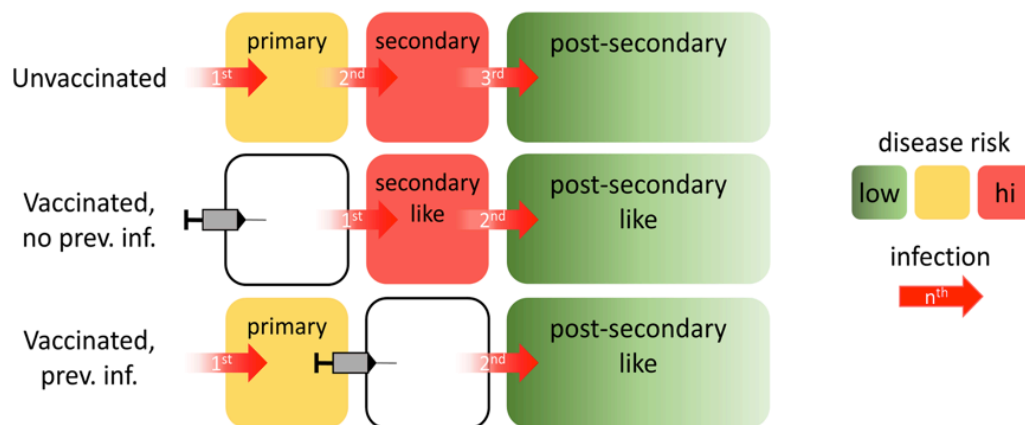 primary
secondary
post-secondary
Unvaccinated
1st
2nd
3rd
disease risk
low
hi
Vaccinated,
no prev. inf.
1st
secondary
like
2nd
post-secondary
like
infection
nth
Vaccinated,
prev. inf.
1st
primary
2nd
post-secondary
like